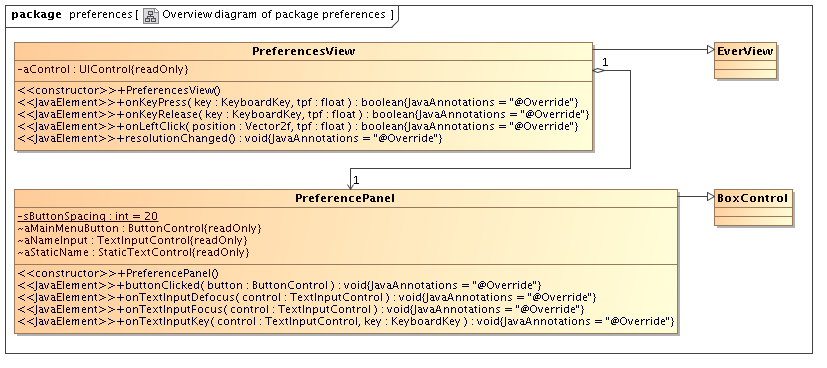 package preferences [ Overview diagram of package preferences ]
PreferencesView
-aControl : UIControl{readOnly}
<<constructor>>+PreferencesView()
<<JavaElement>>+onKeyPress( key : KeyboardKey, tpf : float ) : boolean{JavaAnnotations = "@Override"}
<<JavaElement>>+onKeyRelease( key : KeyboardKey, tpf : float ) : boolean{JavaAnnotations = "@Override"}
<<JavaElement>>+onLeftClick( position : Vector2f, tpf : float ) : boolean{JavaAnnotations = "@Override"}
<<JavaElement>>+resolutionChanged() : void{JavaAnnotations = "@Override"}
EverView
1
1
PreferencePanel
-sButtonSpacing : int = 20
~aMainMenuButton : ButtonControl{readOnly}
~aNameInput : TextInputControl{readOnly}
~aStaticName : StaticTextControl{readOnly}
<<constructor>>+PreferencePanel()
<<JavaElement>>+buttonClicked( button : ButtonControl ) : void{JavaAnnotations = "@Override"}
<<JavaElement>>+onTextInputDefocus( control : TextInputControl ) : void{JavaAnnotations = "@Override"}
<<JavaElement>>+onTextInputFocus( control : TextInputControl ) : void{JavaAnnotations = "@Override"}
<<JavaElement>>+onTextInputKey( control : TextInputControl, key : KeyboardKey ) : void{JavaAnnotations = "@Override"}
BoxControl